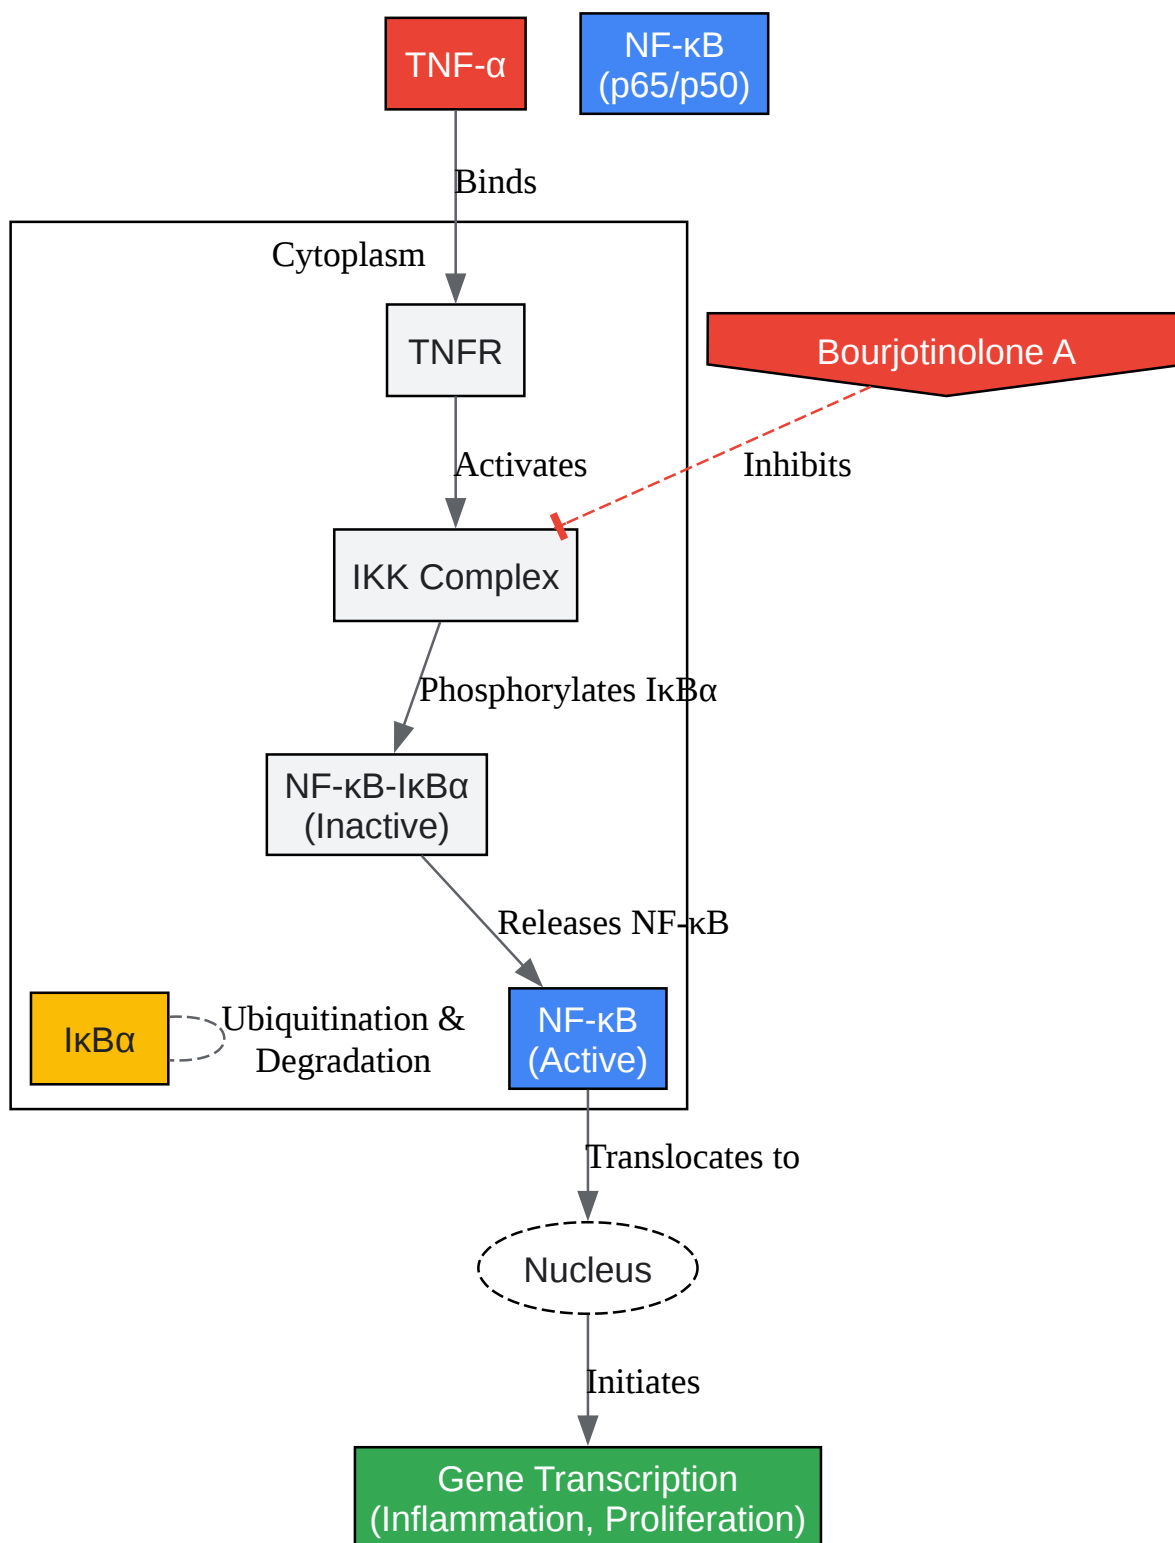 TNF-α
NF-κB
(p65/p50)
Binds
Cytoplasm
TNFR
Bourjotinolone A
Activates
Inhibits
IKK Complex
Phosphorylates IκBα
NF-κB-IκBα
(Inactive)
Releases NF-κB
IκBα
Ubiquitination &
Degradation
NF-κB
(Active)
Translocates to
Nucleus
Initiates
Gene Transcription
(Inflammation, Proliferation)